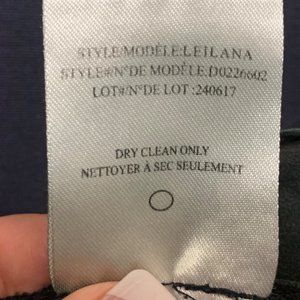 STYLE/MODÈLE:LEILANA
STYLE#/N°DE MODÈLE:D0226602
LOT#/N°DE LOT :240617
DRY CLEAN ONLY
NETTOYER À SEC SEULEMENT